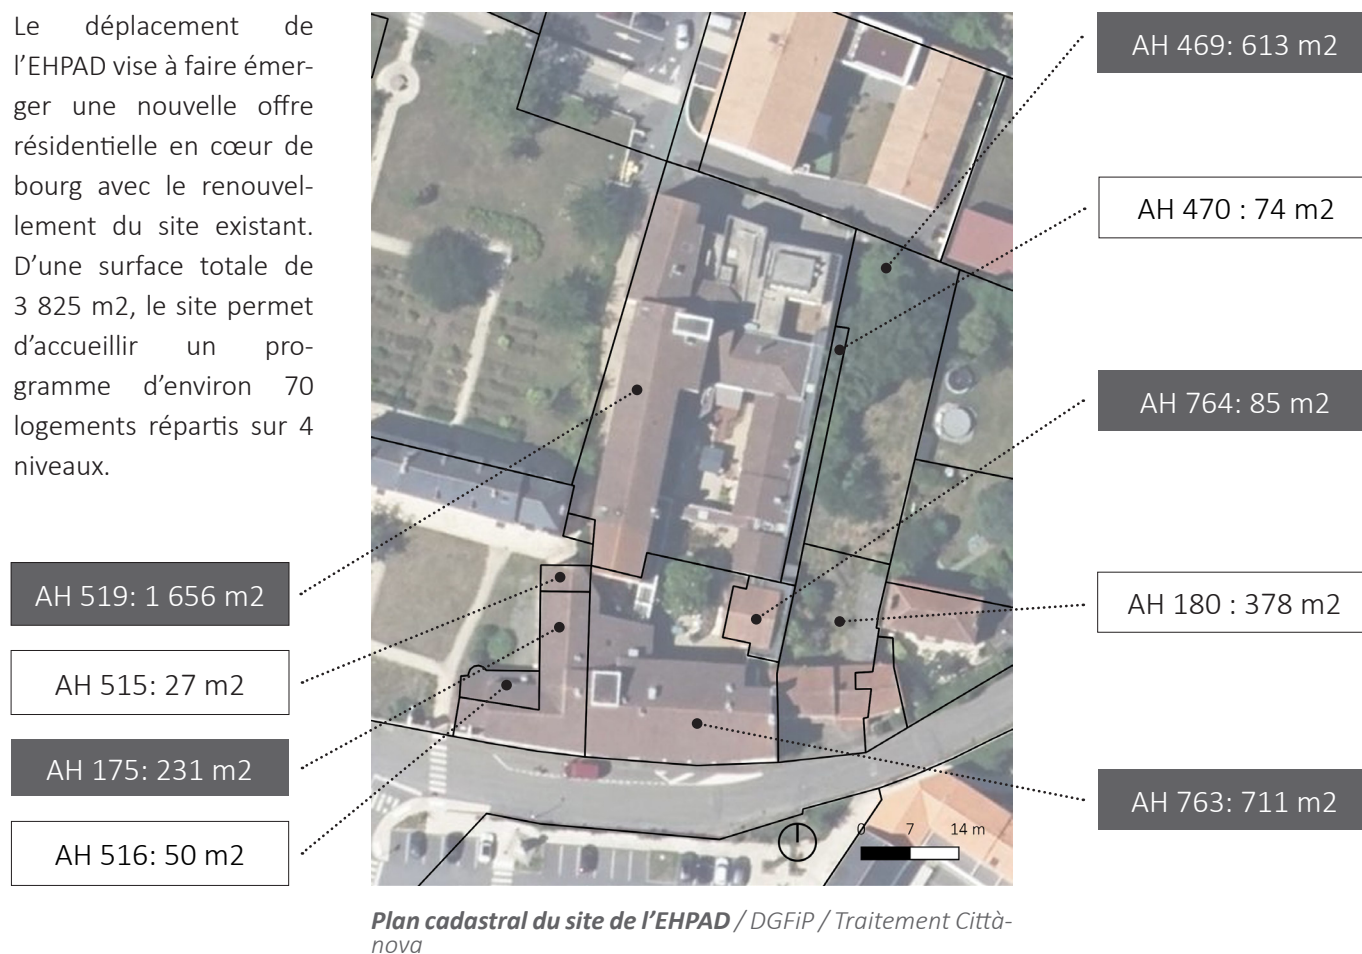 Le déplacement de
l'EHPAD vise à faire émer-
ger une nouvelle offre
résidentielle en cœur de
bourg avec le renouvel-
lement du site existant.
D'une surface totale de
3 825 m2, le site permet
d'accueillir un pro-
gramme d'environ 70
logements répartis sur 4
niveaux.
AH 519: 1 656 m2
AH 515: 27 m2
AH 175: 231 m2
AH 516: 50 m2
AH 469: 613 m2
AH 470 : 74 m2
AH 764: 85 m2
AH 180 : 378 m2
AH 763: 711 m2
0 7 14 m
Plan cadastral du site de l'EHPAD / DGFiP / Traitement Città-
nova